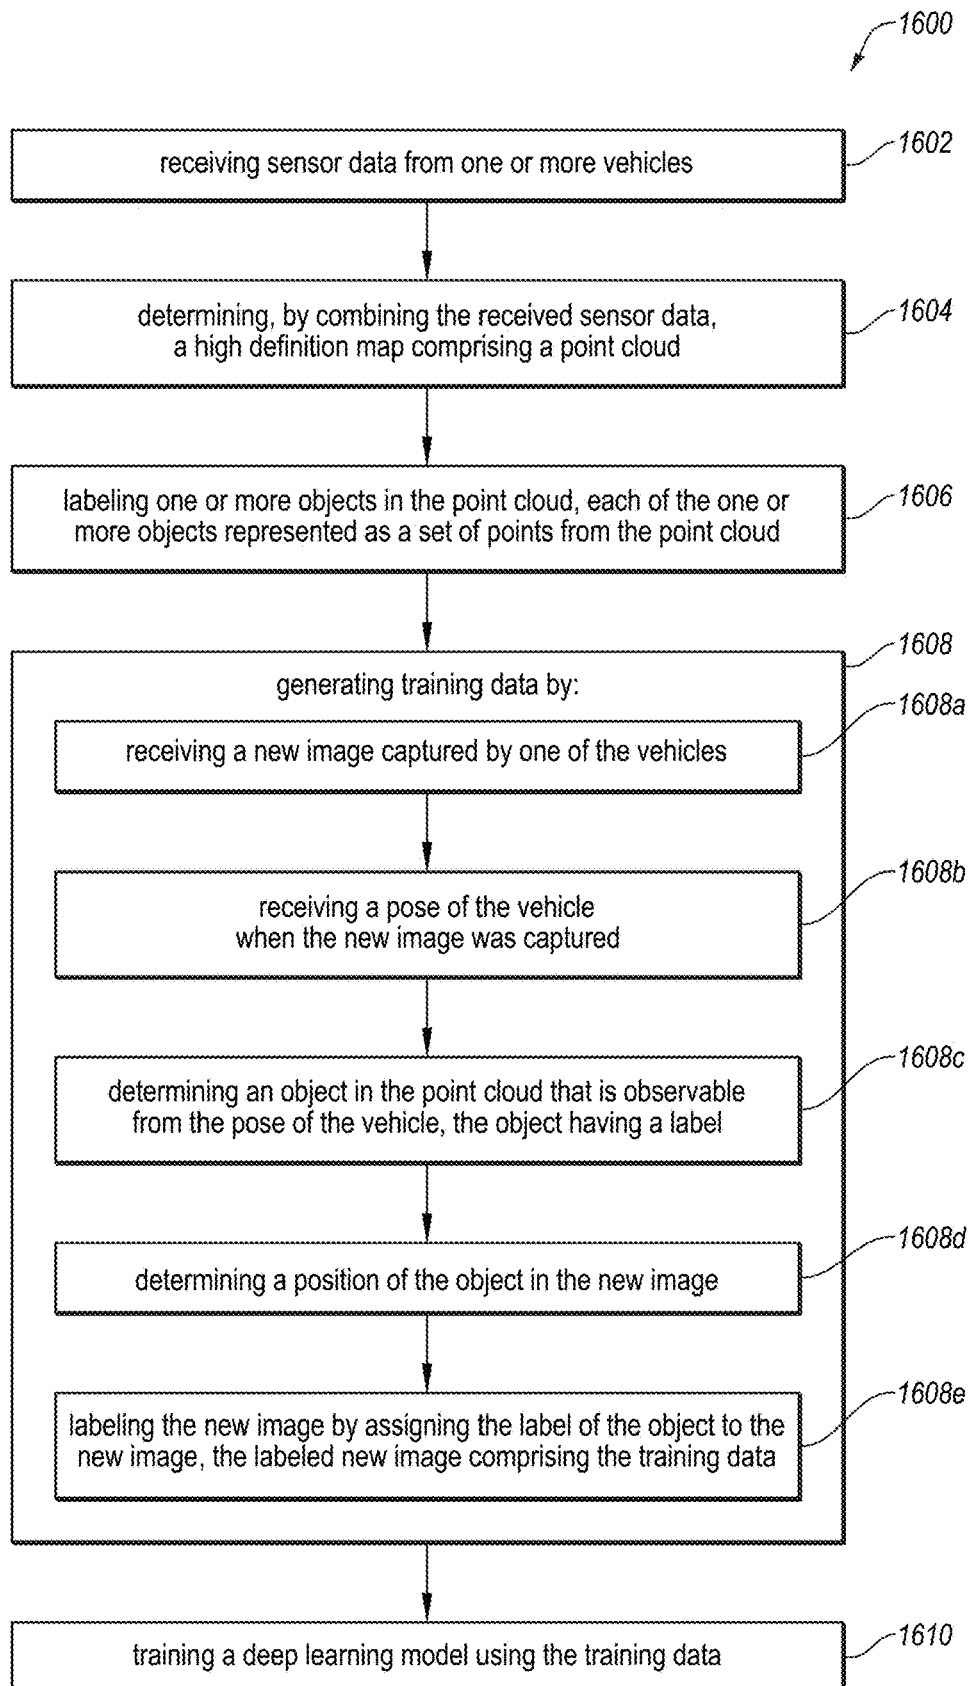 1600
receiving sensor data from one or more vehicles
1602
determining, by combining the received sensor data,
a high definition map comprising a point cloud
1604
labeling one or more objects in the point cloud, each of the one or
more objects represented as a set of points from the point cloud
1606
1608
generating training data by:
1608a
receiving a new image captured by one of the vehicles
1608b
receiving a pose of the vehicle
when the new image was captured
1608c
determining an object in the point cloud that is observable
from the pose of the vehicle, the object having a label
1608d
determining a position of the object in the new image
1608e
labeling the new image by assigning the label of the object to the
new image, the labeled new image comprising the training data
1610
training a deep learning model using the training data